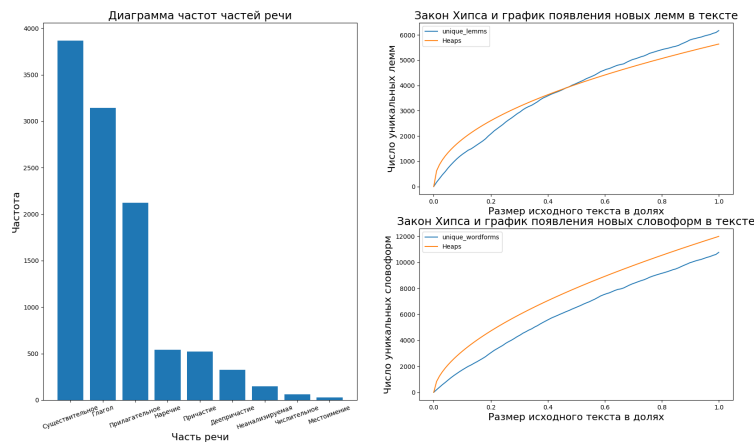 Диаграмма частот частей речи
4000
3500
3000
2500
2000
1500
1000
500
0
Частота
Существительное
Глагол
Прилагательное
Наречие
Причастие
Деепричастие
Неанализируемая
Числительное
Местоимение
Часть речи
Закон Хипса и график появления новых лемм в тексте
unique_lemms
Heaps
6000
5000
4000
3000
2000
1000
0
Число уникальных лемм
0.0 0.2 0.4 0.6 0.8 1.0
Размер исходного текста в долях
Закон Хипса и график появления новых словоформ в тексте
unique_wordforms
Heaps
12000
10000
8000
6000
4000
2000
0
Число уникальных словоформ
0.0 0.2 0.4 0.6 0.8 1.0
Размер исходного текста в долях